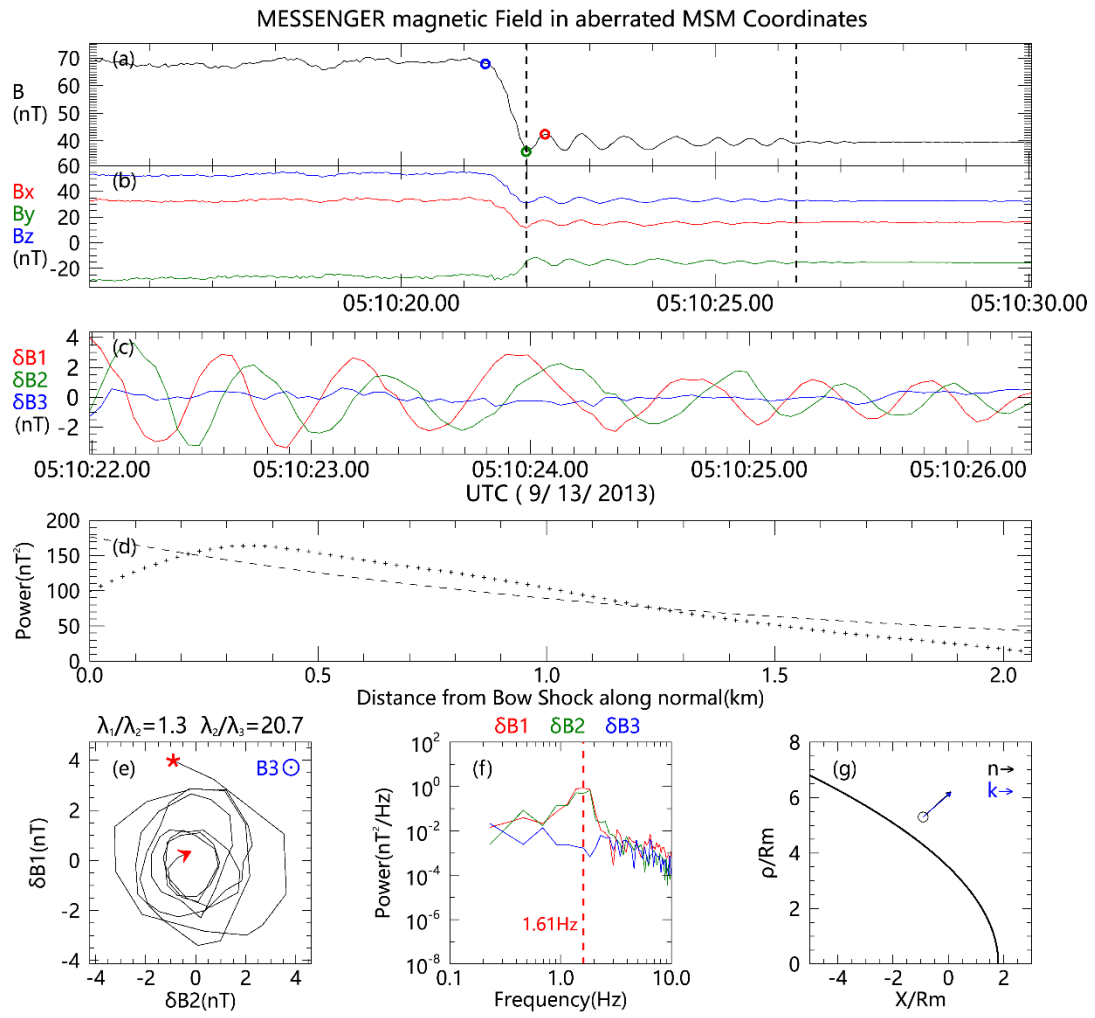 MESSENGER magnetic Field in aberrated MSM Coordinates
(a)
B
(nT)
70
60
50
40
60
(b)
Bx
By
Bz
(nT)
60
40
20
0
-20
05:10:20.00 05:10:25.00 05:10:30.00
(c)
δB1
δB2
δB3
(nT)
4
2
0
-2
05:10:22.00 05:10:23.00 05:10:24.00 05:10:25.00 05:10:26.00
UTC ( 9/ 13/ 2013)
(d)
Power(nT²)
200
150
100
50
0
0.0 0.5 1.0 1.5 2.0
Distance from Bow Shock along normal(km)
λ₁/λ₂=1.3 λ₂/λ₃=20.7
(e)
B3
δB1(nT)
4
2
0
-2
-4
-4 -2 0 2 4
δB2(nT)
δB1 δB2 δB3
(f)
Power(nT²/Hz)
10²
10⁰
10⁻²
10⁻⁴
10⁻⁶
10⁻⁸
1.61Hz
0.1 1.0 10.0
Frequency(Hz)
(g)
n→
k→
ρ/Rm
8
6
4
2
0
-4 -2 0 2
X/Rm